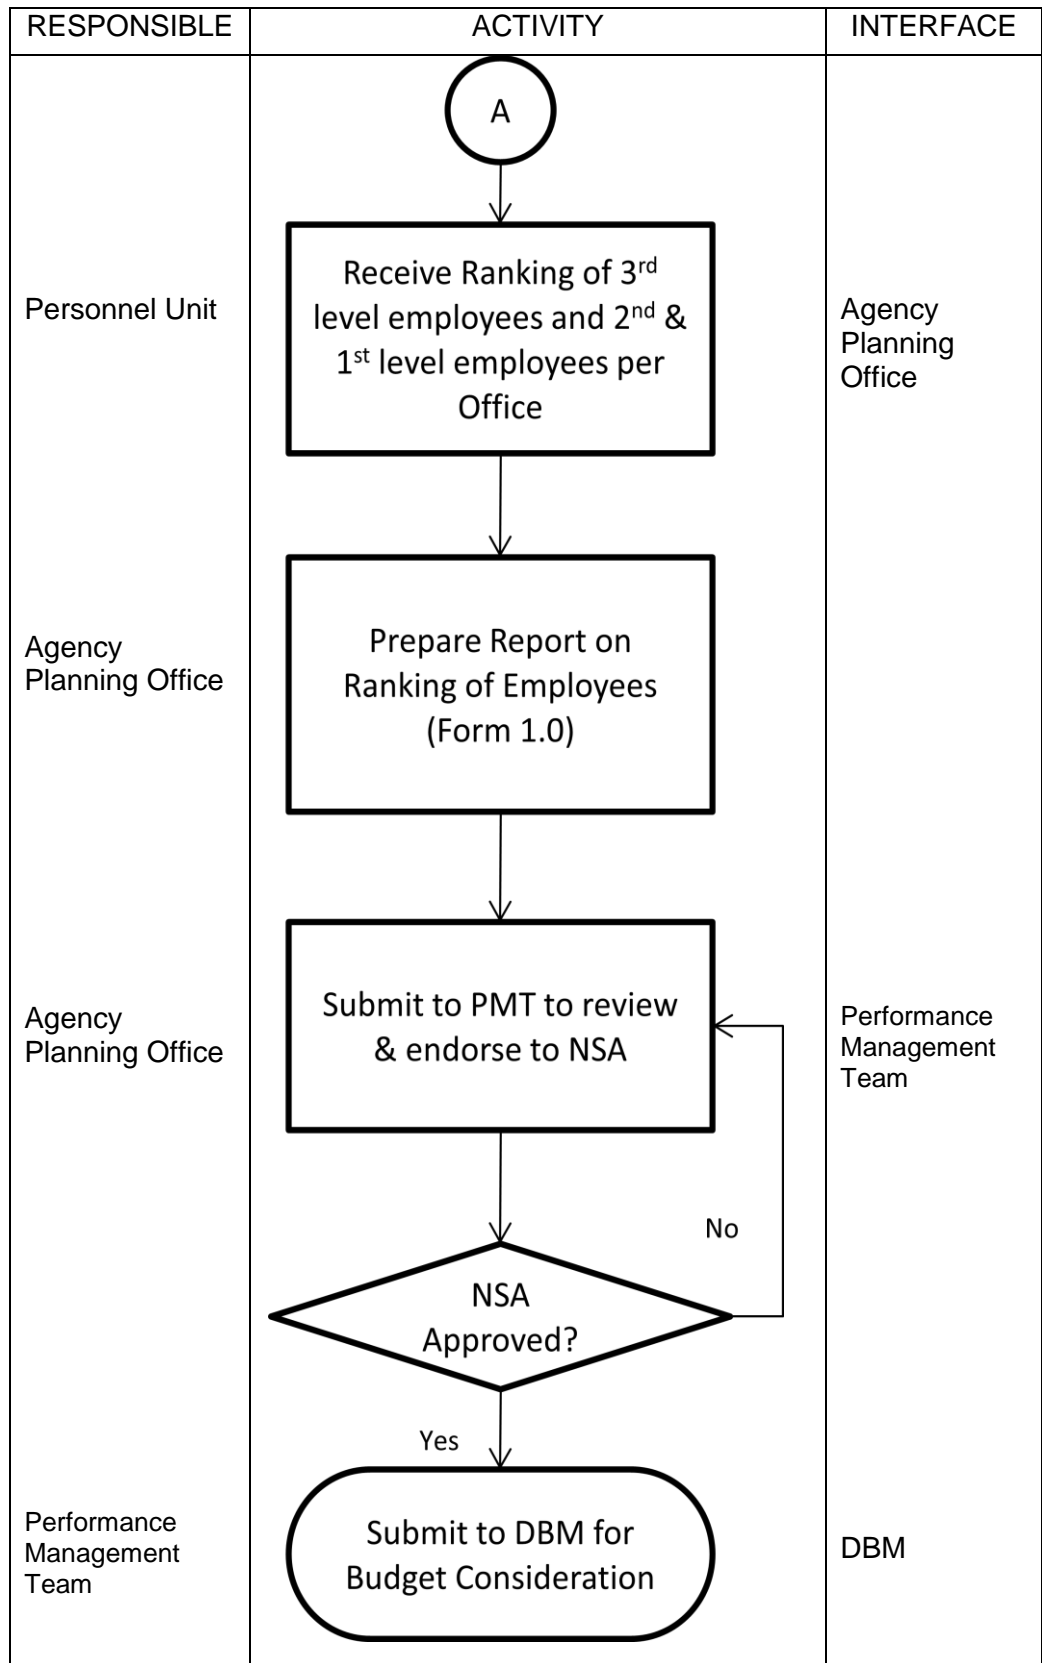 RESPONSIBLE
ACTIVITY
INTERFACE
A
Personnel Unit
Receive Ranking of 3rd
level employees and 2nd &
1st level employees per
Office
Agency
Planning
Office
Agency
Planning Office
Prepare Report on
Ranking of Employees
(Form 1.0)
Agency
Planning Office
Submit to PMT to review
& endorse to NSA
Performance
Management
Team
No
NSA
Approved?
Yes
Performance
Management
Team
Submit to DBM for
Budget Consideration
DBM